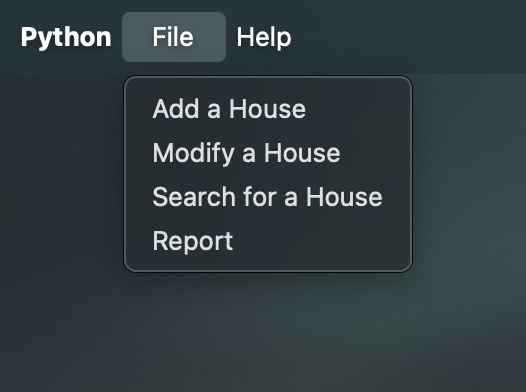 Python File Help
Add a House
Modify a House
Search for a House
Report